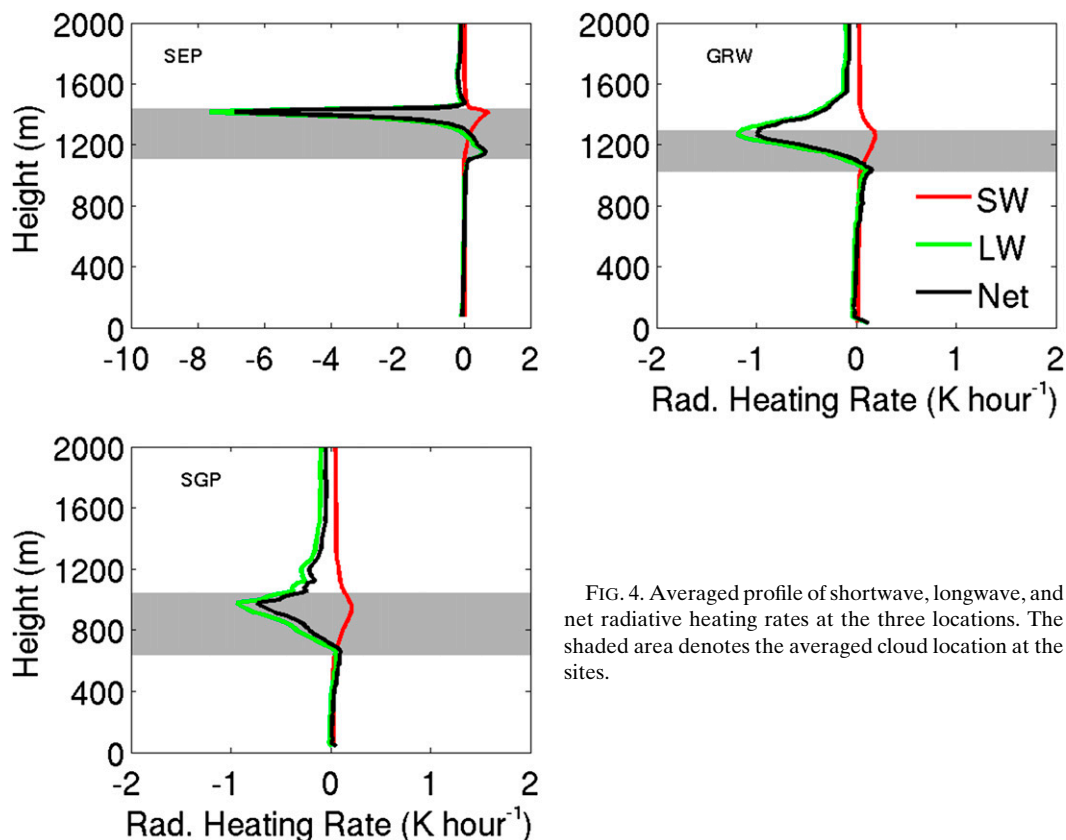 2000
1600
1200
800
400
0
Height (m)
SEP
-10 -8 -6 -4 -2 0 2
2000
1600
1200
800
400
0
GRW
SW
LW
Net
-2 -1 0 1 2
Rad. Heating Rate (K hour-1)
2000
1600
1200
800
400
0
Height (m)
SGP
-2 -1 0 1 2
Rad. Heating Rate (K hour-1)
FIG. 4. Averaged profile of shortwave, longwave, and
net radiative heating rates at the three locations. The
shaded area denotes the averaged cloud location at the
sites.